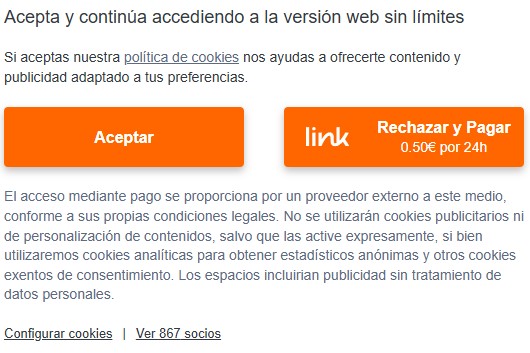 Acepta y continúa accediendo a la versión web sin límites
Si aceptas nuestra política de cookies nos ayudas a ofrecerte contenido y
publicidad adaptado a tus preferencias.
Aceptar
link
Rechazar y Pagar
0.50€ por 24h
El acceso mediante pago se proporciona por un proveedor externo a este medio,
conforme a sus propias condiciones legales. No se utilizarán cookies publicitarios ni
de personalización de contenidos, salvo que las active expresamente, si bien
utilizaremos cookies analíticas para obtener estadísticos anónimas y otros cookies
exentos de consentimiento. Los espacios incluirian publicidad sin tratamiento de
datos personales.
Configurar cookies | Ver 867 socios